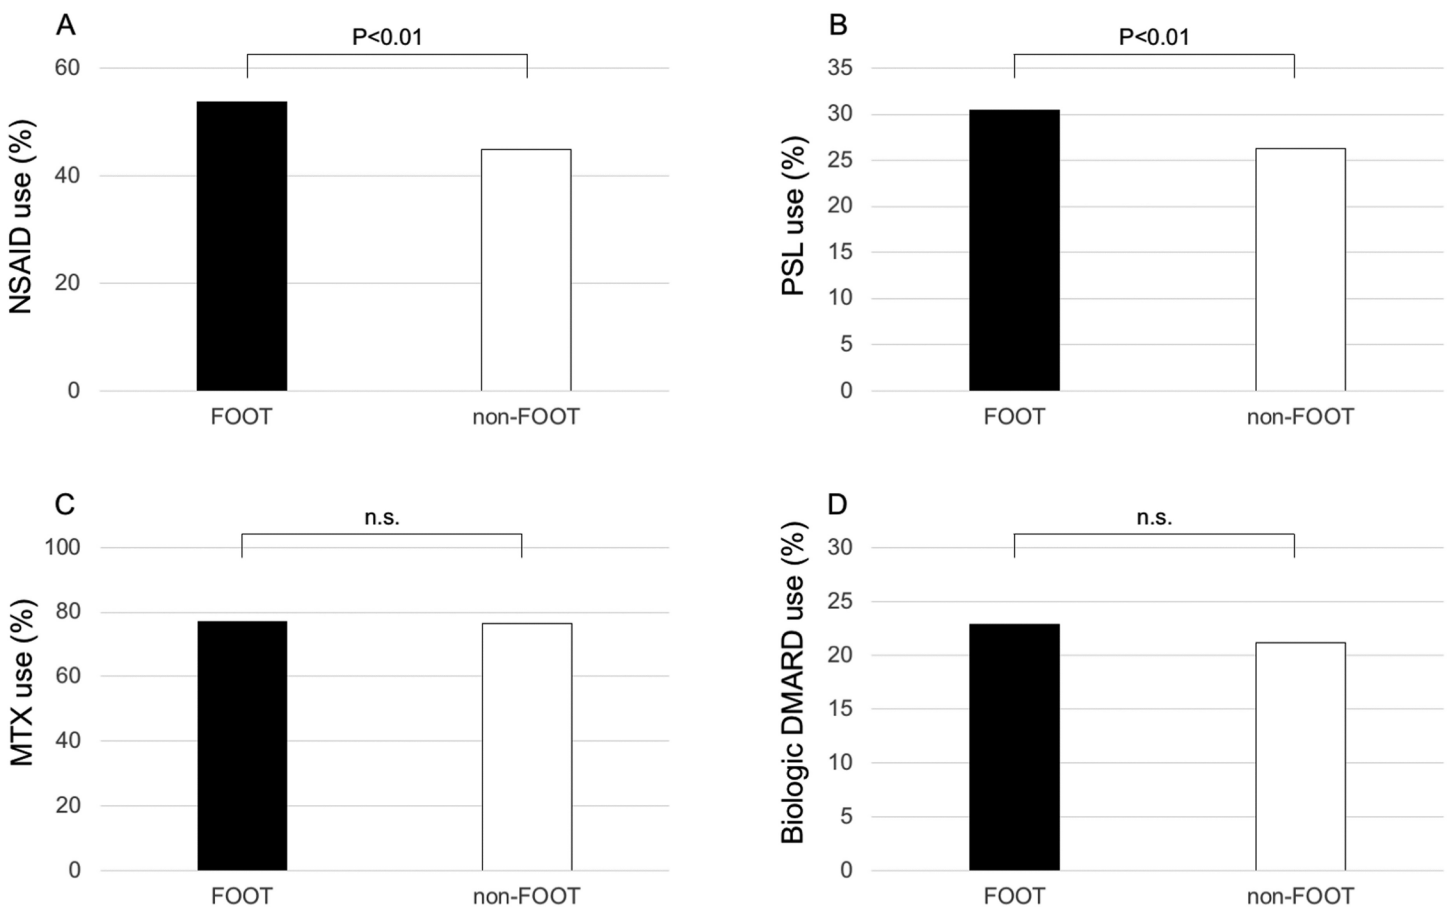 A
P<0.01
NSAID use (%)
60
40
20
0
FOOT
non-FOOT
B
P<0.01
PSL use (%)
35
30
25
20
15
10
5
0
FOOT
non-FOOT
C
n.s.
MTX use (%)
100
80
60
40
20
0
FOOT
non-FOOT
D
n.s.
Biologic DMARD use (%)
30
25
20
15
10
5
0
FOOT
non-FOOT